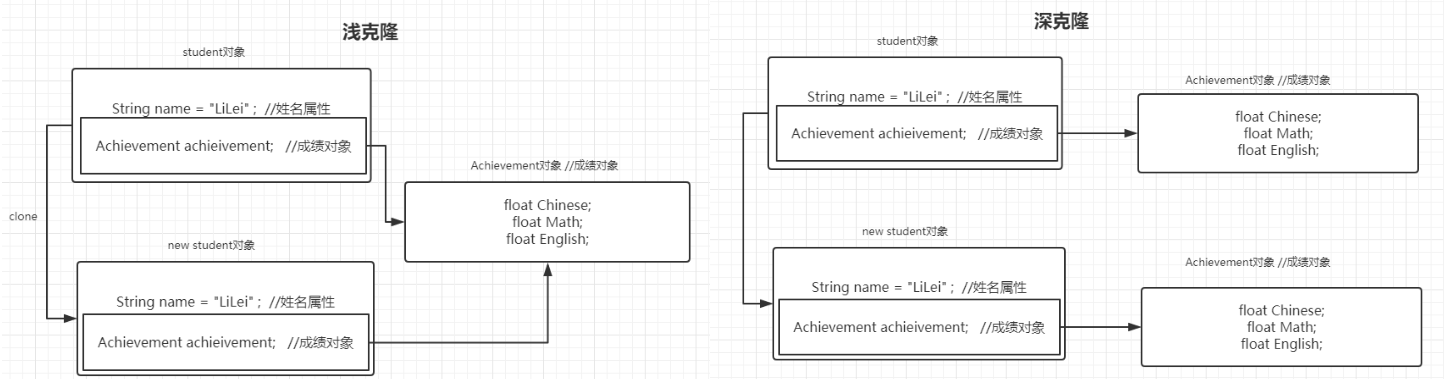 浅克隆
student对象
String name = "LiLei" ;  //姓名属性
Achievement achieivement;   //成绩对象
Achievement对象 //成绩对象
float Chinese;
float Math;
float English;
clone
new student对象
String name = "LiLei" ;  //姓名属性
Achievement achieivement;   //成绩对象
深克隆
student对象
String name = "LiLei" ;  //姓名属性
Achievement achieivement;   //成绩对象
Achievement对象 //成绩对象
float Chinese;
float Math;
float English;
new student对象
String name = "LiLei" ;  //姓名属性
Achievement achieivement;   //成绩对象
Achievement对象 //成绩对象
float Chinese;
float Math;
float English;